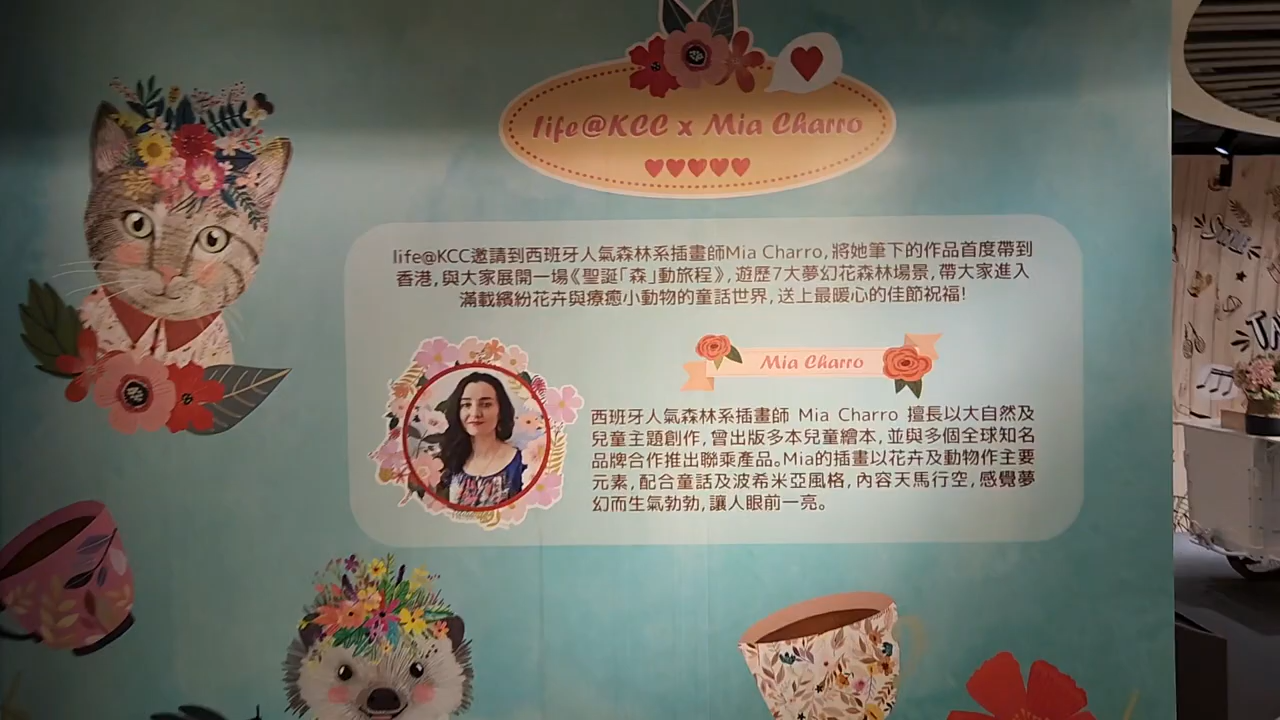 life@KCC x Mia Charro
life@KCC邀請到西班牙人氣森林系插畫師Mia Charro,將她筆下的作品首度帶到
香港,與大家展開一場《聖誕「森」動旅程》,遊歷7大夢幻花森林場景,帶大家進入
滿載繽紛花卉與療癒小動物的童話世界,送上最暖心的佳節祝福!
Mia Charro
西班牙人氣森林系插畫師 Mia Charro 擅長以大自然及
兒童主題創作,曾出版多本兒童繪本,並與多個全球知名
品牌合作推出聯乘產品。Mia的插畫以花卉及動物作主要
元素,配合童話及波希米亞風格,內容天馬行空,感覺夢
幻而生氣勃勃,讓人眼前一亮。